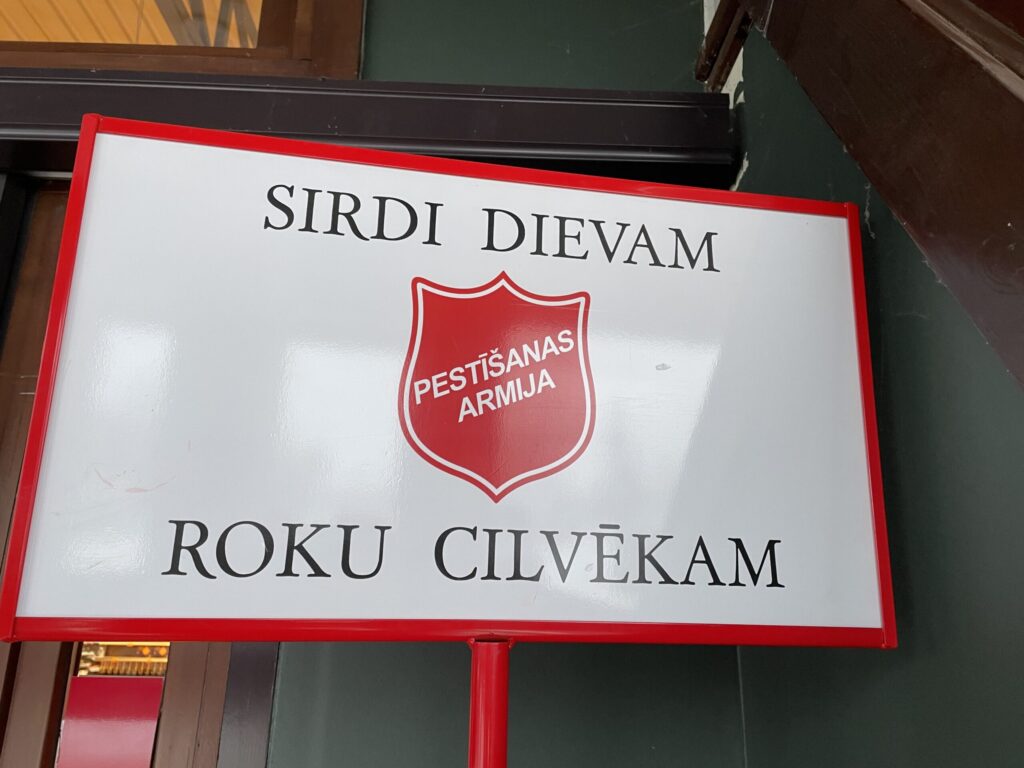 SIRDI DIEVAM
PESTĪŠANAS
ARMIJA
ROKU CILVĒKAM